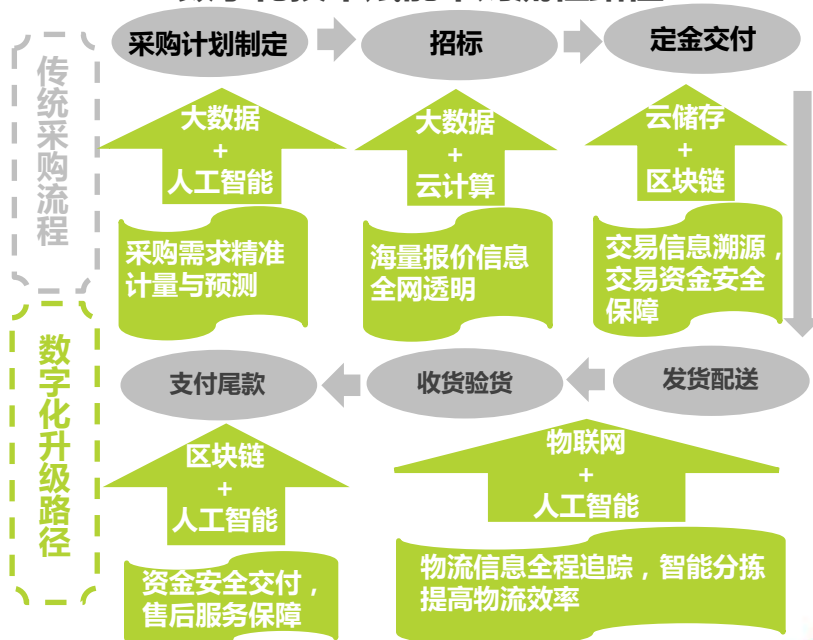 采购计划制定
招标
定金交付
传统采购流程
大数据
+
人工智能
大数据
+
云计算
云储存
+
区块链
采购需求精准
计量与预测
海量报价信息
全网透明
交易信息溯源，
交易资金安全
保障
数字化升级路径
支付尾款
收货验货
发货配送
区块链
+
人工智能
物联网
+
人工智能
资金安全交付，
售后服务保障
物流信息全程追踪，智能分拣
提高物流效率